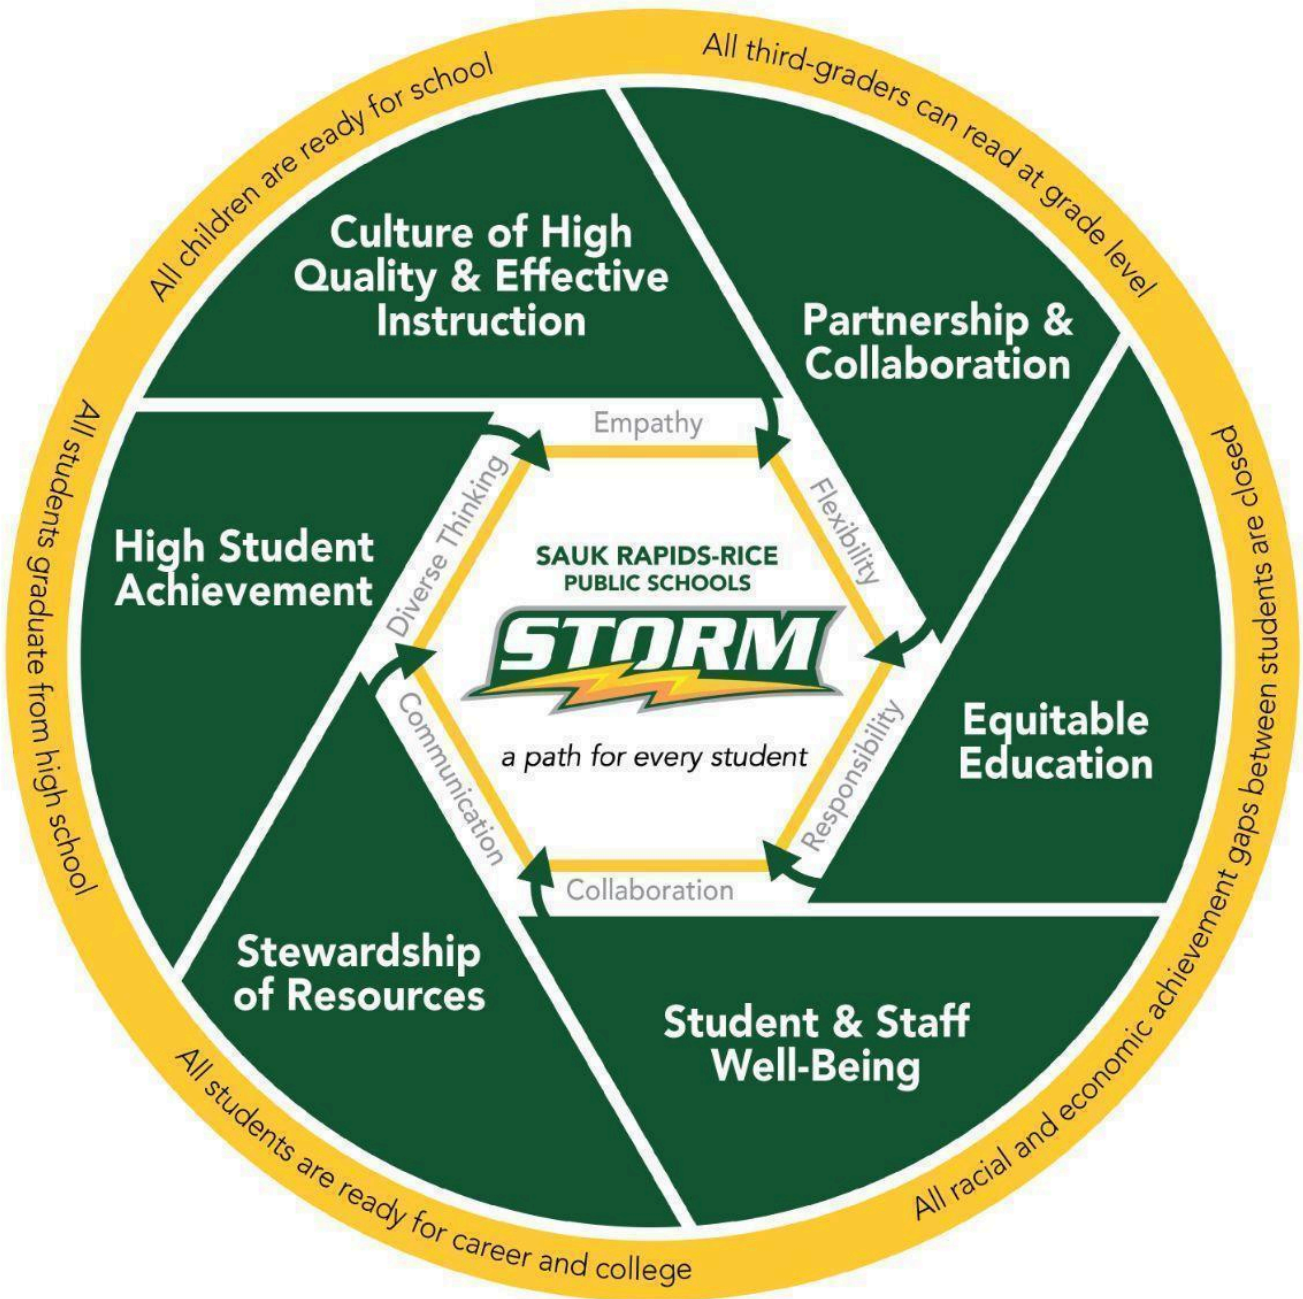 All children are ready for school
All third-graders can read at grade level
All racial and economic achievement gaps between students are closed
All students are ready for career and college
All students graduate from high school
Culture of High
Quality & Effective
Instruction
Partnership &
Collaboration
Equitable
Education
Student & Staff
Well-Being
Stewardship
of Resources
High Student
Achievement
Empathy
Flexibility
Responsibility
Collaboration
Communication
Diverse Thinking
SAUK RAPIDS-RICE
PUBLIC SCHOOLS
STORM
a path for every student